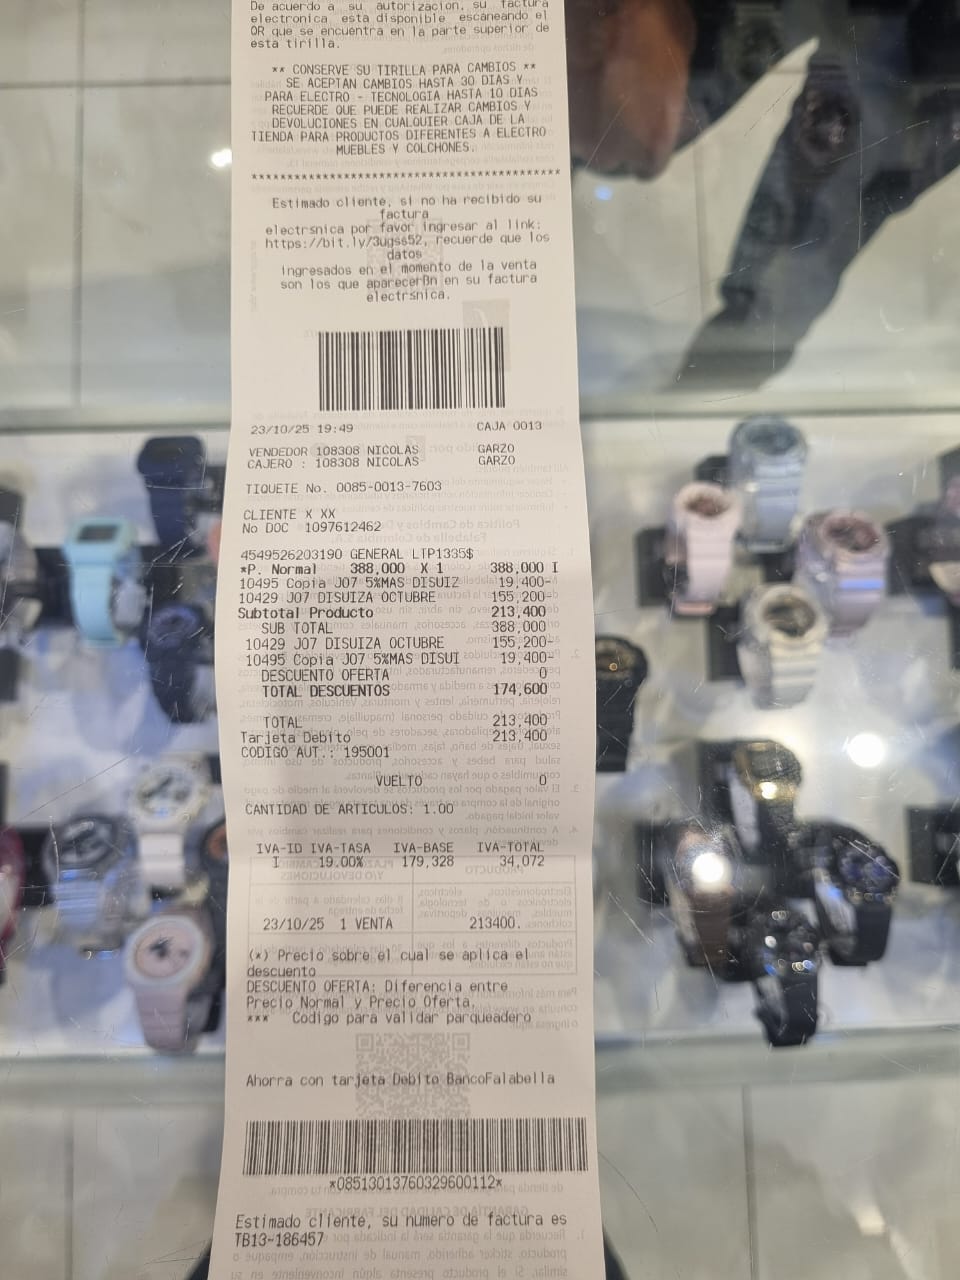 De acuerdo a su autorizacion, su factura
electronica esta disponible escaneando el
QR que se encuentra en la parte superior de
esta tirilla.
** CONSERVE SU TIRILLA PARA CAMBIOS **
SE ACEPTAN CAMBIOS HASTA 30 DIAS Y
PARA ELECTRO - TECNOLOGIA HASTA 10 DIAS
RECUERDE QUE PUEDE REALIZAR CAMBIOS Y
DEVOLUCIONES EN CUALQUIER CAJA DE LA
TIENDA PARA PRODUCTOS DIFERENTES A ELECTRO
MUEBLES Y COLCHONES.
******************************************
Estimado cliente, si no ha recibido su
factura
electrsnica por favor ingresar al link:
https://bit.ly/3ugss52, recuerde que los
datos
ingresados en el momento de la venta
son los que aparecerßn en su factura
electrsnica.
23/10/25 19:49 CAJA 0013
VENDEDOR 108308 NICOLAS GARZO
CAJERO : 108308 NICOLAS GARZO
TIQUETE No. 0085-0013-7603
CLIENTE X XX
No DOC 1097612462
4549526203190 GENERAL LTP1335$
*P. Normal 388,000 X 1 388,000 I
10495 Copia J07 5%MAS DISUIZ 19,400-
10429 J07 DISUIZA OCTUBRE 155,200-
Subtotal Producto 213,400
SUB TOTAL 388,000
10429 J07 DISUIZA OCTUBRE 155,200-
10495 Copia J07 5%MAS DISUI 19,400-
DESCUENTO OFERTA 0
TOTAL DESCUENTOS 174,600
TOTAL 213,400
Tarjeta Debito 213,400
CODIGO AUT.: 195001
VUELTO 0
CANTIDAD DE ARTICULOS: 1.00
IVA-ID IVA-TASA IVA-BASE IVA-TOTAL
I 19.00% 179,328 34,072
23/10/25 1 VENTA 213400.
(*) Precio sobre el cual se aplica el
descuento
DESCUENTO OFERTA: Diferencia entre
Precio Normal y Precio Oferta.
*** Codigo para validar parqueadero
Ahorra con tarjeta Debito BancoFalabella
*08513013760329600112*
Estimado cliente, su numero de factura es
TB13-186457